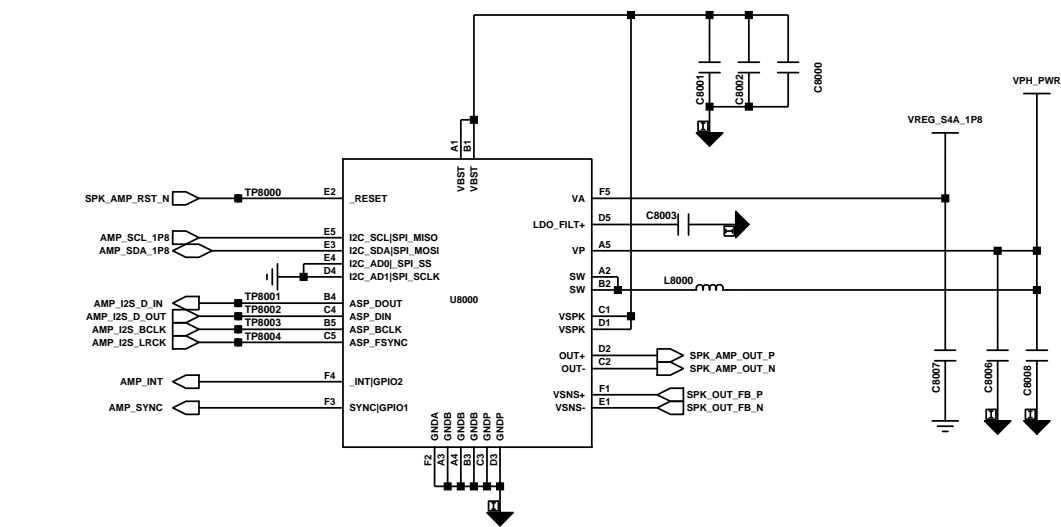 C8001
C8002
C8000
VPH_PWR
VREG_S4A_1P8
A1
B1
VBST
VBST
SPK_AMP_RST_N
TP8000
E2
_RESET
VA
F5
LDO_FILT+
D5
C8003
AMP_SCL_1P8
E5
I2C_SCL|SPI_MISO
AMP_SDA_1P8
E3
I2C_SDA|SPI_MOSI
VP
A5
E4
I2C_AD0|_SPI_SS
D4
I2C_AD1|SPI_SCLK
SW
A2
SW
B2
L8000
U8000
AMP_I2S_D_IN
TP8001
B4
ASP_DOUT
AMP_I2S_D_OUT
TP8002
C4
ASP_DIN
VSPK
C1
AMP_I2S_BCLK
TP8003
B5
ASP_BCLK
VSPK
D1
AMP_I2S_LRCK
TP8004
C5
ASP_FSYNC
OUT+
D2
SPK_AMP_OUT_P
OUT-
C2
SPK_AMP_OUT_N
C8007
C8006
C8008
AMP_INT
F4
_INT|GPIO2
VSNS+
F1
SPK_OUT_FB_P
AMP_SYNC
F3
SYNC|GPIO1
VSNS-
E1
SPK_OUT_FB_N
GNDA
GNDB
GNDB
GNDB
GNDP
GNDP
F2
A3
A4
B3
C3
D3